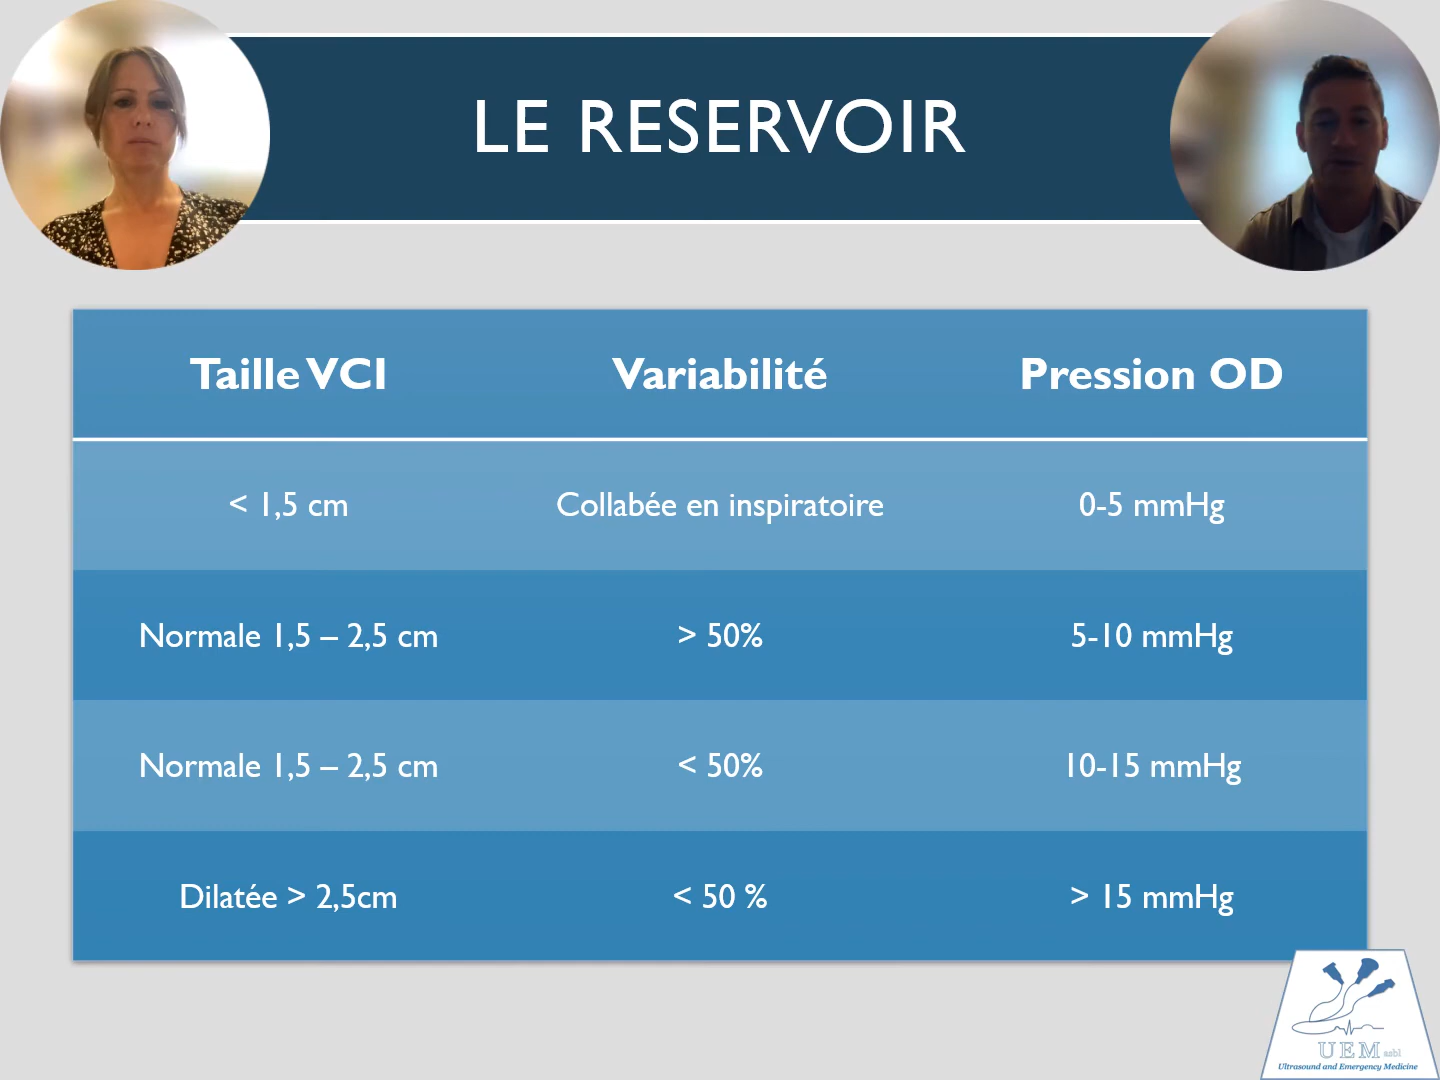 LE RESERVOIR
Taille VCI Variabilité Pression OD
< 1,5 cm Collabée en inspiratoire 0-5 mmHg
Normale 1,5 – 2,5 cm > 50% 5-10 mmHg
Normale 1,5 – 2,5 cm < 50% 10-15 mmHg
Dilatée > 2,5cm < 50 % > 15 mmHg
UEM asbl
Ultrasound and Emergency Medicine